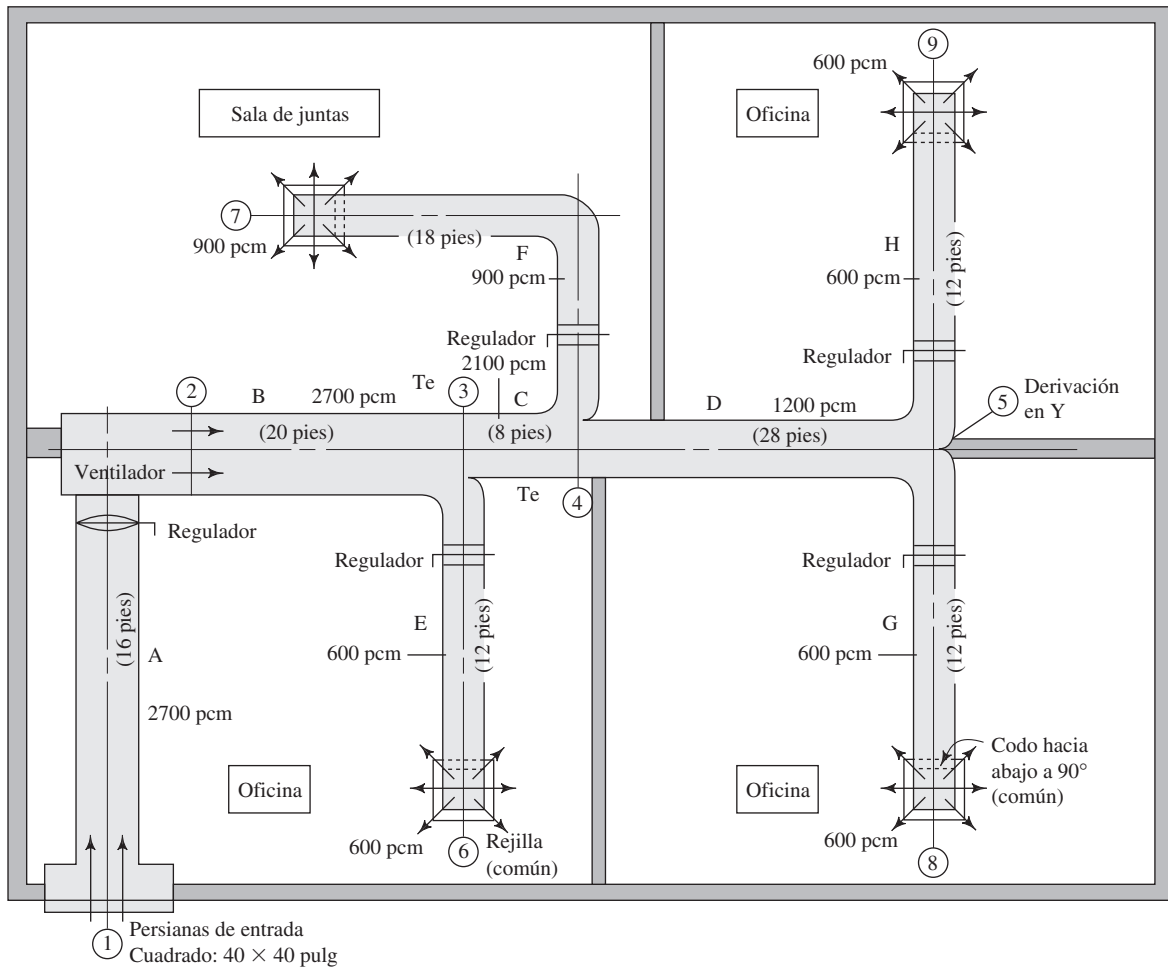 9
600 pcm
Sala de juntas
Oficina
7
900 pcm
(18 pies)
F
900 pcm
H
600 pcm
(12 pies)
Regulador
2100 pcm
Regulador
2
B
2700 pcm
Te
3
C
D
1200 pcm
5
Derivación
en Y
(20 pies)
(8 pies)
(28 pies)
Ventilador
Te
4
Regulador
Regulador
Regulador
(16 pies)
A
E
(12 pies)
G
(12 pies)
600 pcm
600 pcm
2700 pcm
Codo hacia
abajo a 90°
(común)
Oficina
Oficina
600 pcm
6
Rejilla
(común)
600 pcm
8
1
Persianas de entrada
Cuadrado: 40 × 40 pulg